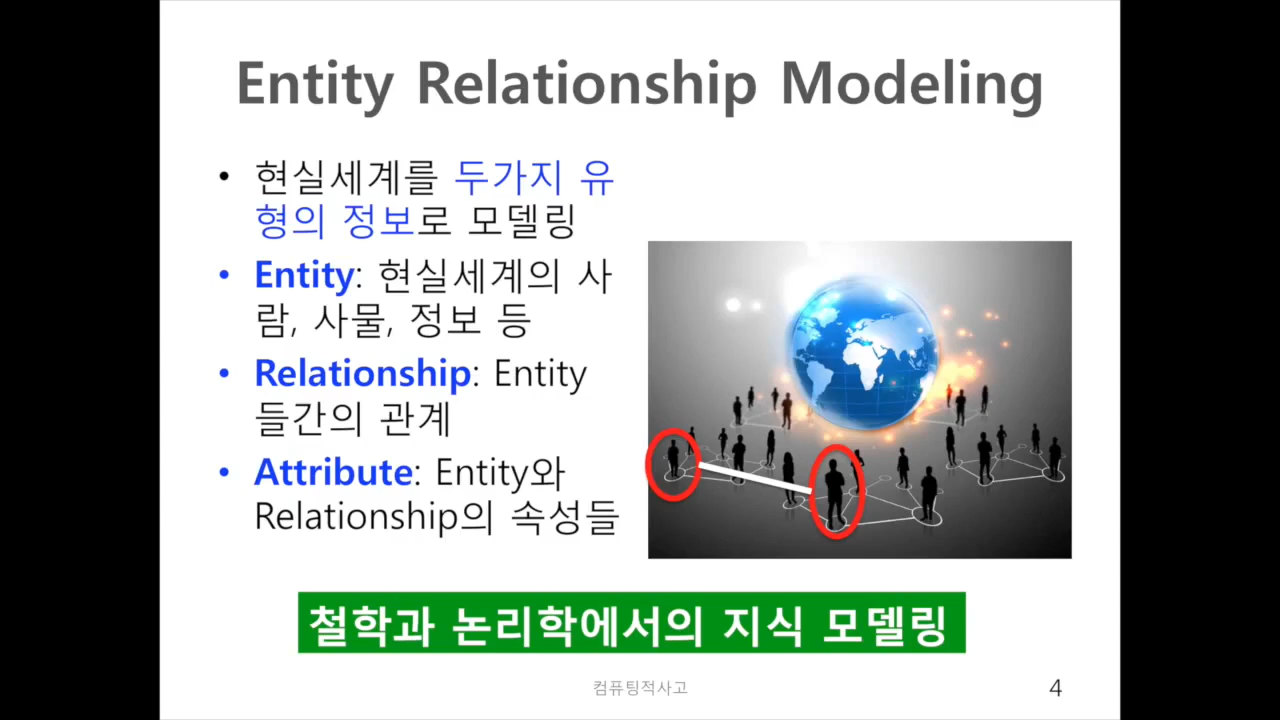 Entity Relationship Modeling
• 현실세계를 두가지 유
형의 정보로 모델링
• Entity: 현실세계의 사
람, 사물, 정보 등
• Relationship: Entity
들간의 관계
• Attribute: Entity와
Relationship의 속성들
철학과 논리학에서의 지식 모델링
컴퓨팅적사고
4